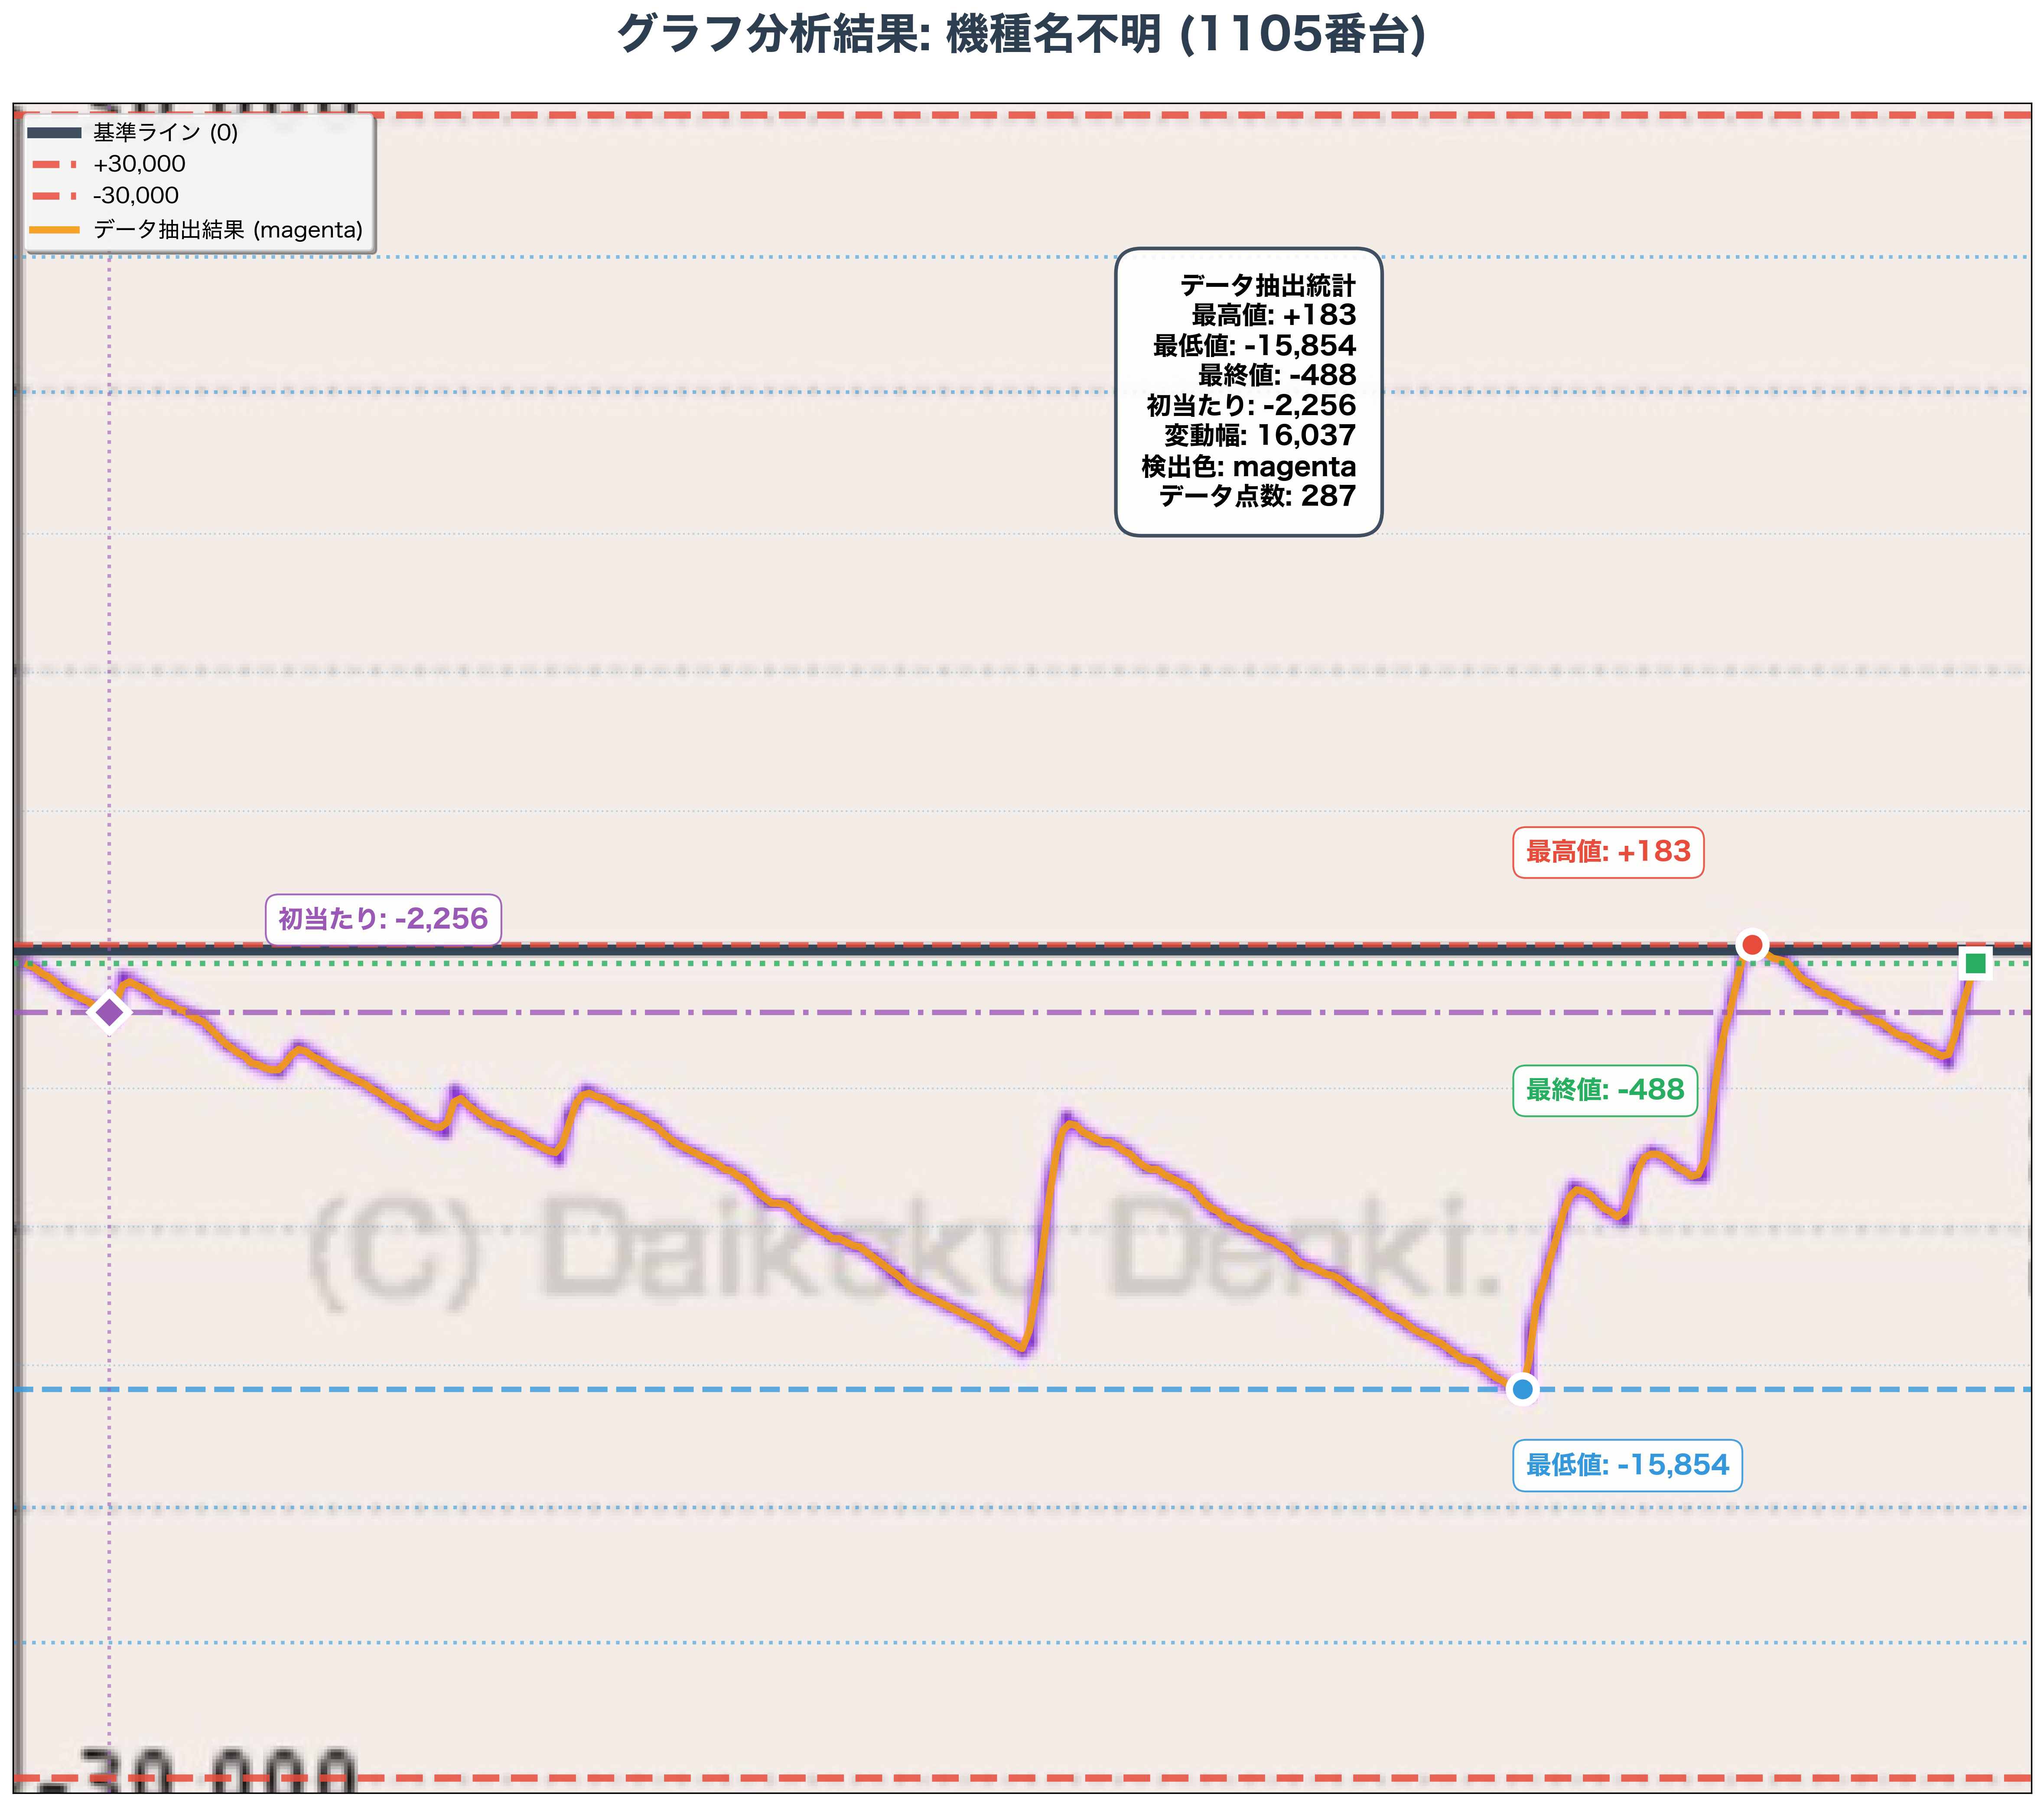 グラフ分析結果: 機種名不明 (1105番台)
基準ライン (0)
+30,000
-30,000
データ抽出結果 (magenta)
データ抽出統計
最高値: +183
最低値: -15,854
最終値: -488
初当たり: -2,256
変動幅: 16,037
検出色: magenta
データ点数: 287
最高値: +183
初当たり: -2,256
最終値: -488
(C) Daikoku Denki.
最低値: -15,854
-30,000